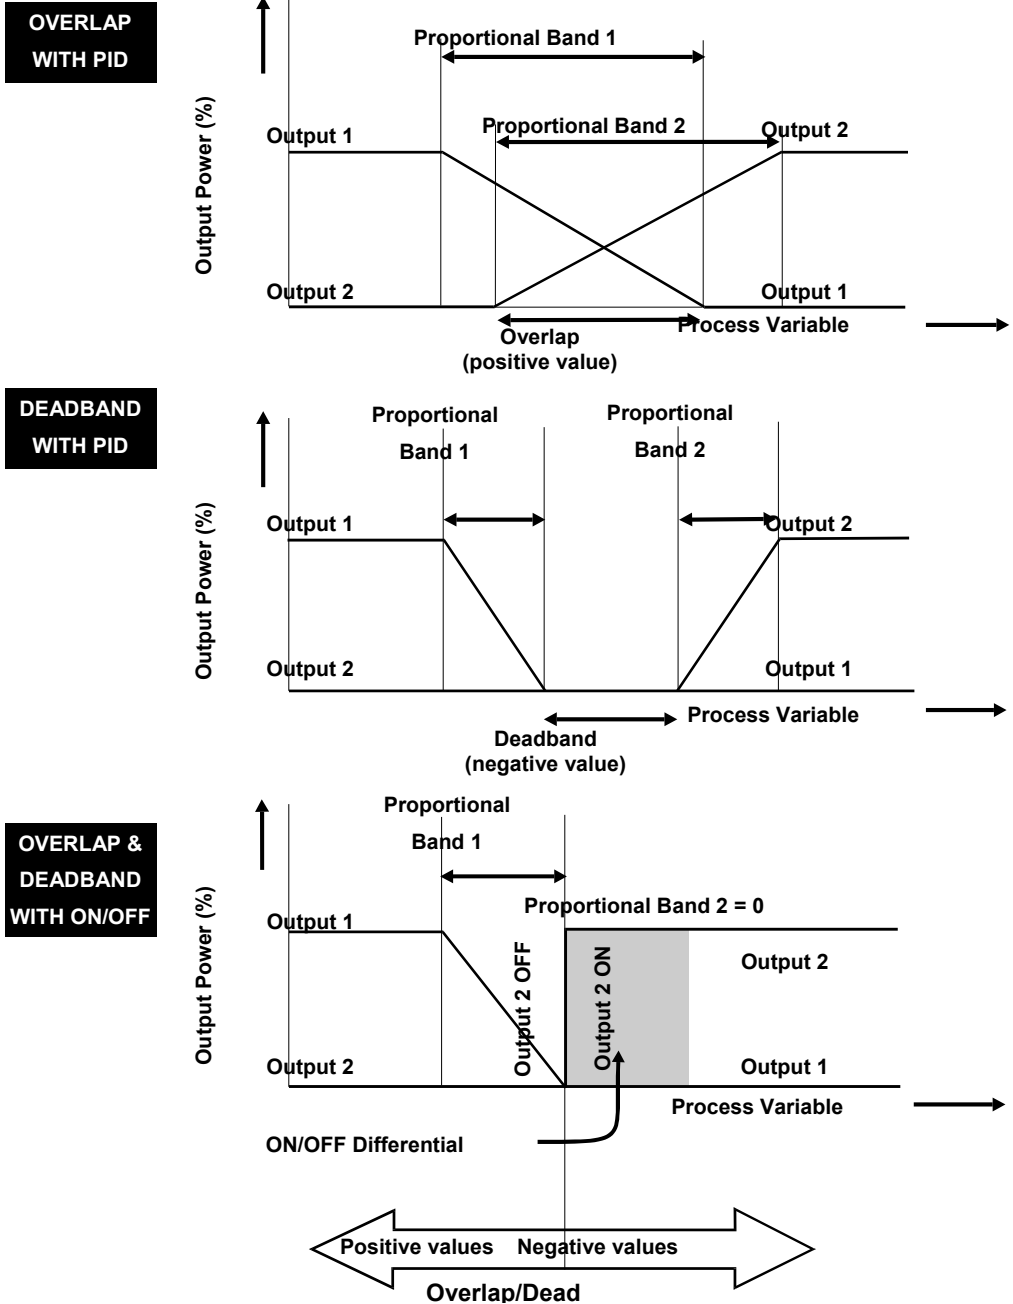 OVERLAP
WITH PID
Proportional Band 1
Output Power (%)
Output 1
Proportional Band 2
Output 2
Output 2
Output 1
Process Variable
Overlap
(positive value)
DEADBAND
WITH PID
Proportional
Band 1
Proportional
Band 2
Output Power (%)
Output 1
Output 2
Output 2
Output 1
Process Variable
Deadband
(negative value)
OVERLAP &
DEADBAND
WITH ON/OFF
Proportional
Band 1
Output Power (%)
Proportional Band 2 = 0
Output 1
Output 2 OFF
Output 2 ON
Output 2
Output 2
Output 1
Process Variable
ON/OFF Differential
Positive values
Negative values
Overlap/Dead